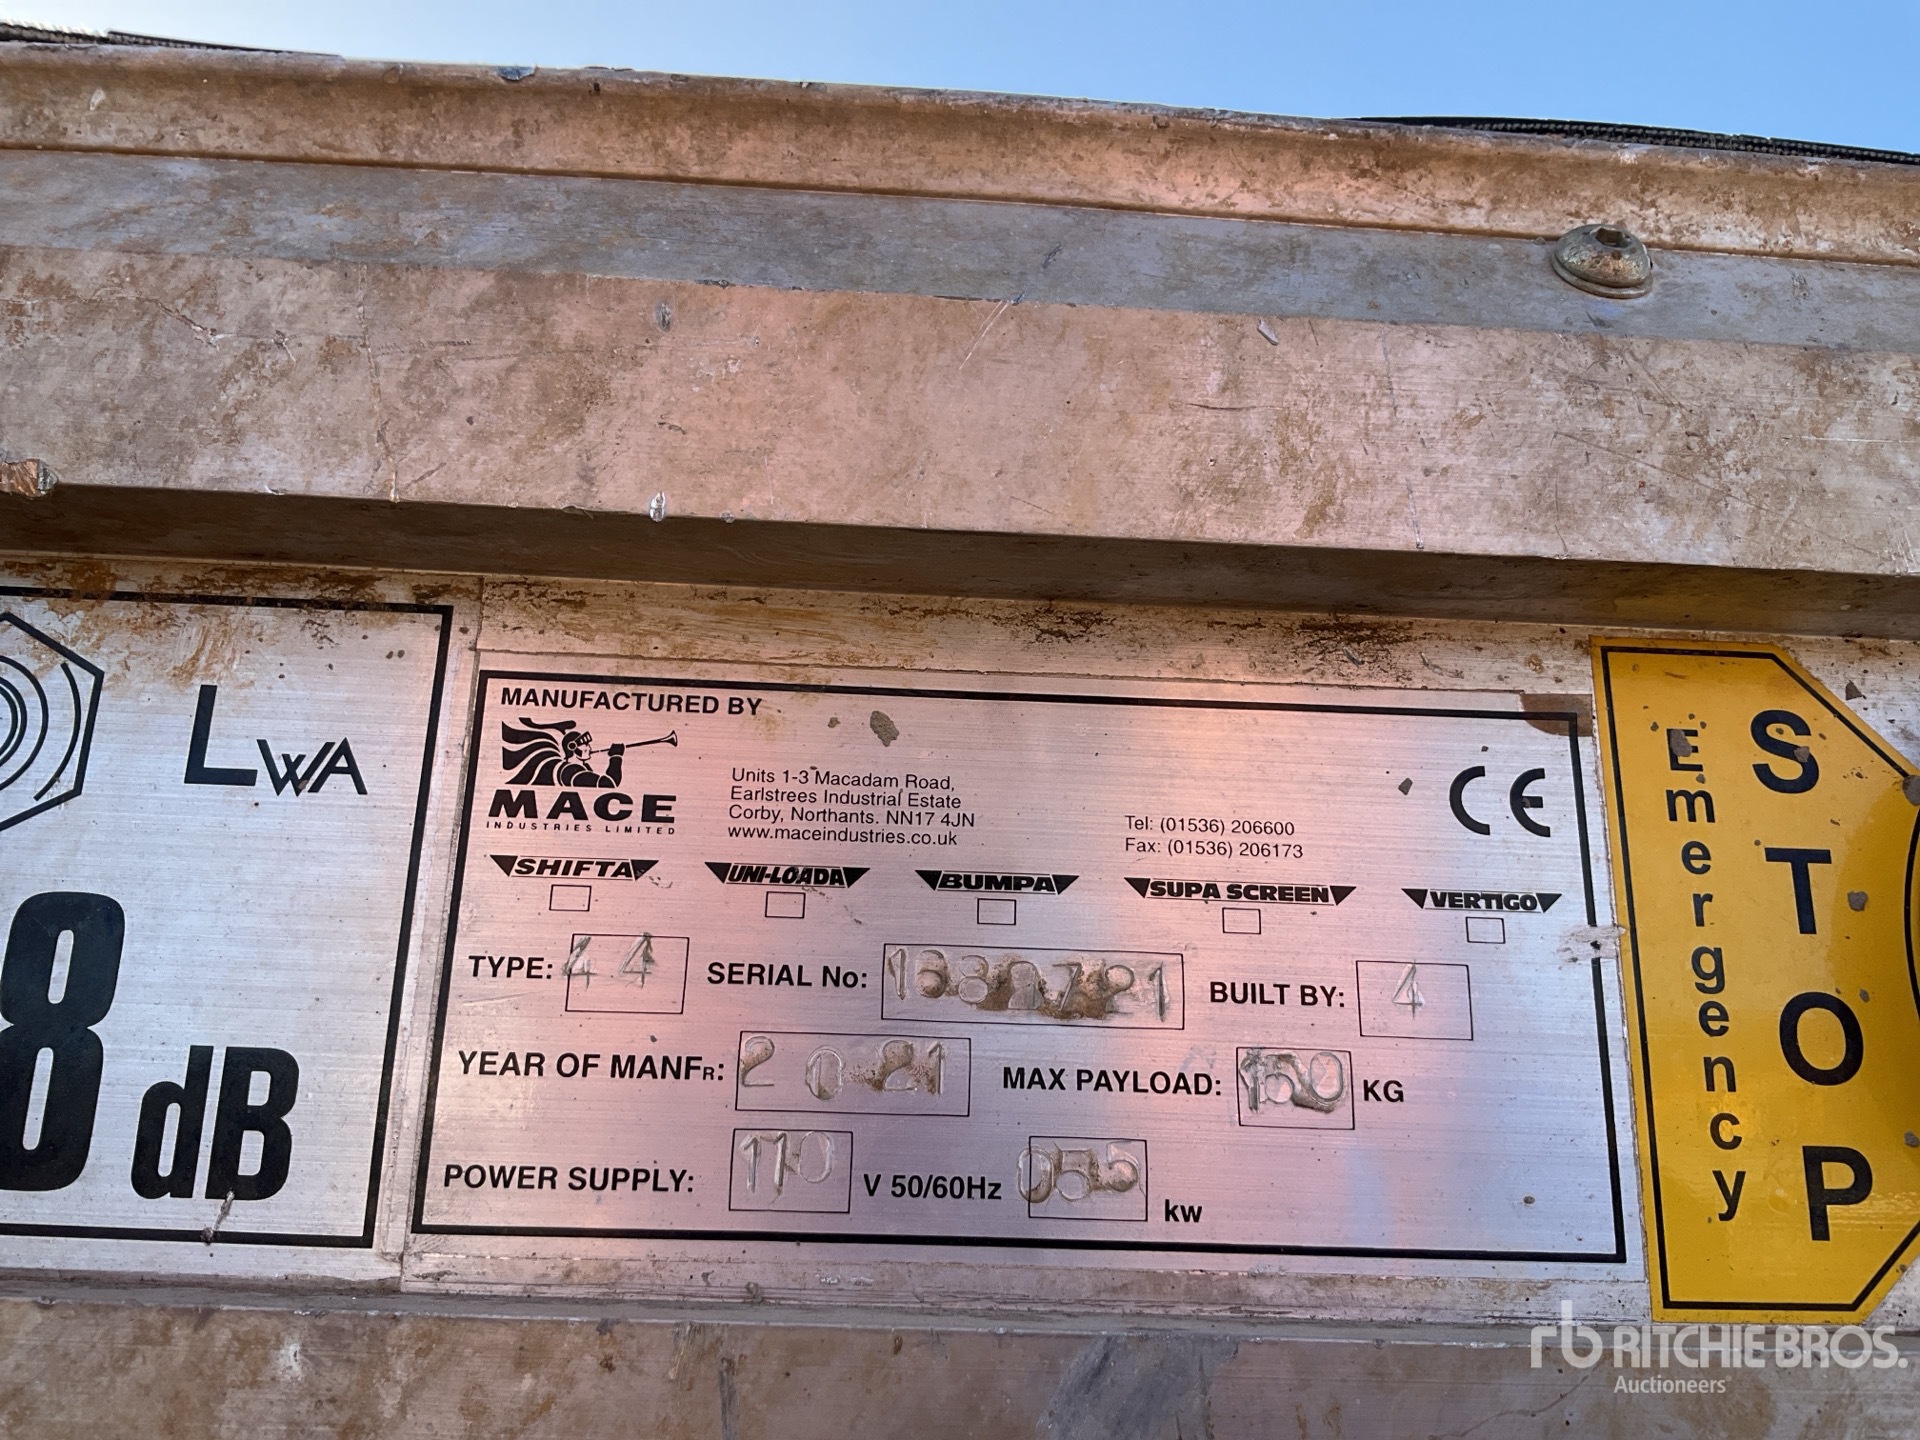 LWA
8 dB
MANUFACTURED BY
MACE
INDUSTRIES LIMITED
Units 1-3 Macadam Road,
Earlstrees Industrial Estate
Corby, Northants. NN17 4JN
www.maceindustries.co.uk
Tel: (01536) 206600
Fax: (01536) 206173
CE
SHIFTA UNI-LOADA BUMPA SUPA SCREEN VERTIGO
TYPE: 44 SERIAL No: BUILT BY: 4
YEAR OF MANFR: 2021 MAX PAYLOAD: 150 KG
POWER SUPPLY: 110 V 50/60Hz 055 kw
Emergency
STOP
rb RITCHIE BROS.
Auctioneers